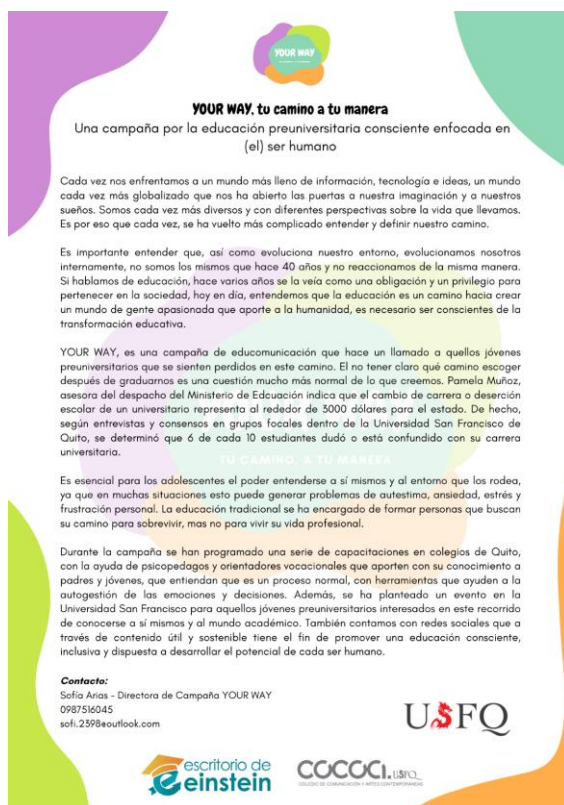 YOUR WAY
YOUR WAY, tu camino a tu manera
Una campaña por la educación preuniversitaria consciente enfocada en
(el) ser humano
Cada vez nos enfrentamos a un mundo más lleno de información, tecnología e ideas, un mundo
cada vez más globalizado que nos ha abierto las puertas a nuestra imaginación y a nuestros
sueños. Somos cada vez más diversos y con diferentes perspectivas sobre la vida que llevamos.
Es por eso que cada vez, se ha vuelto más complicado entender y definir nuestro camino.
Es importante entender que, así como evoluciona nuestro entorno, evolucionamos nosotros
internamente, no somos los mismos que hace 40 años y no reaccionamos de la misma manera.
Si hablamos de educación, hace varios años se la veía como una obligación y un privilegio para
pertenecer en la sociedad, hoy en día, entendemos que la educación es un camino hacia crear
un mundo de gente apasionada que aporte a la humanidad, es necesario ser conscientes de la
transformación educativa.
YOUR WAY, es una campaña de educomunicación que hace un llamado a quellos jóvenes
preuniversitarios que se sienten perdidos en este camino. El no tener claro qué camino escoger
después de graduarnos es una cuestión mucho más normal de lo que creemos. Pamela Muñoz,
asesora del despacho del Ministerio de Edcuación indica que el cambio de carrera o deserción
escolar de un universitario representa al rededor de 3000 dólares para el estado. De hecho,
según entrevistas y consensos en grupos focales dentro de la Universidad San Francisco de
Quito, se determinó que 6 de cada 10 estudiantes dudó o está confundido con su carrera
universitaria.
TU CAMINO, A TU MANERA
Es esencial para los adolescentes el poder entenderse a sí mismos y al entorno que los rodea,
ya que en muchas situaciones esto puede generar problemas de autestima, ansiedad, estrés y
frustración personal. La educación tradicional se ha encargado de formar personas que buscan
su camino para sobrevivir, mas no para vivir su vida profesional.
Durante la campaña se han programado una serie de capacitaciones en colegios de Quito,
con la ayuda de psicopedagos y orientadores vocacionales que aporten con su conocimiento a
padres y jóvenes, que entiendan que es un proceso normal, con herramientas que ayuden a la
autogestión de las emociones y decisiones. Además, se ha planteado un evento en la
Universidad San Francisco para aquellos jóvenes preuniversitarios interesados en este recorrido
de conocerse a sí mismos y al mundo académico. También contamos con redes sociales que a
través de contenido útil y sostenible tiene el fin de promover una educación consciente,
inclusiva y dispuesta a desarrollar el potencial de cada ser humano.
Contacto:
Sofía Arias - Directora de Campaña YOUR WAY
0987516045
sofi.2398@outlook.com
USFQ
escritorio de
einstein
COCOCI.USFQ
COLEGIO DE COMUNICACIÓN Y ARTES CONTEMPORÁNEAS